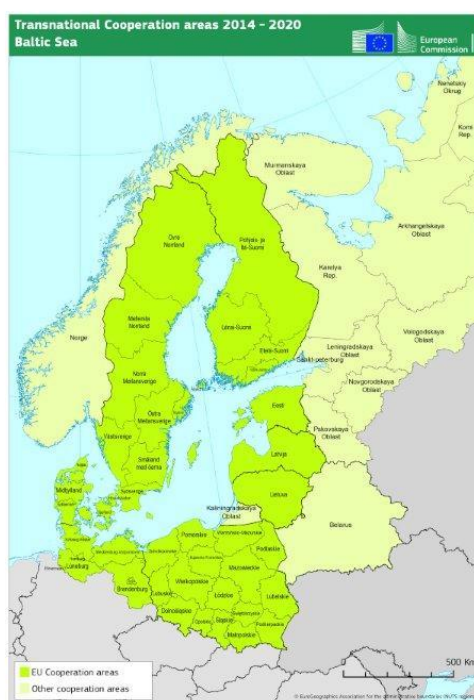 Transnational Cooperation areas 2014 - 2020
Baltic Sea
European
Commission
Nenetskiy
Okrug
Komi
Rep.
Murmanskaya
Oblast
Arkhangelskaya
Oblast
Övre
Norrland
Pohjois- ja
Itä-Suomi
Karelya
Rep.
Mellersta
Norrland
Länsi-Suomi
Norge
Vologodskaya
Oblast
Etelä-Suomi
Leningradskaya
Oblast
Sankt-peterburg
Norra
Mellansverige
Novgorodskaya
Oblast
Östra
Mellansverige
Eesti
Pskovskaya
Oblast
Västsverige
Småland
med öarna
Latvija
Midtjylland
Sydsverige
Lietuva
Kaliningradskaya
Oblast
Belarus
Pomorskie
Warmińsko-Mazurskie
Podlaskie
Lüneburg
Mazowieckie
Brandenburg
Wielkopolskie
Lubuskie
Łódzkie
Lubelskie
Dolnośląskie
Opolskie
Śląskie
Podkarpackie
Małopolskie
EU Cooperation areas
Other cooperation areas
500 Km